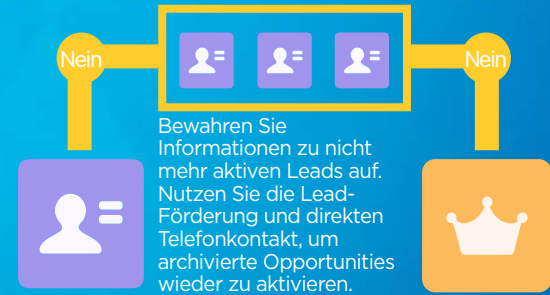 Nein
Nein
Bewahren Sie
Informationen zu nicht
mehr aktiven Leads auf.
Nutzen Sie die Lead-
Förderung und direkten
Telefonkontakt, um
archivierte Opportunities
wieder zu aktivieren.